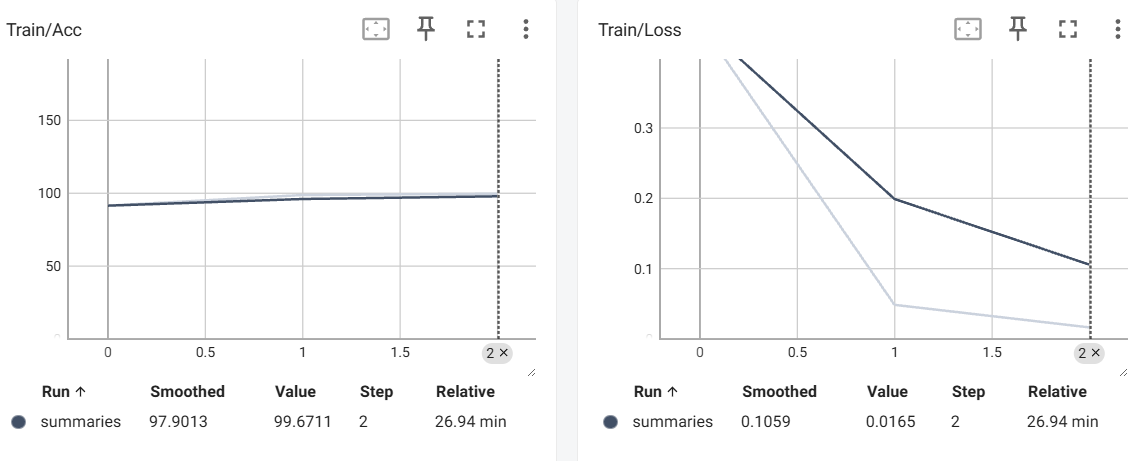 Train/Acc
150
100
50
0 0.5 1 1.5 2 ×
Run ↑ Smoothed Value Step Relative
summaries 97.9013 99.6711 2 26.94 min
Train/Loss
0.3
0.2
0.1
0 0.5 1 1.5 2 ×
Run ↑ Smoothed Value Step Relative
summaries 0.1059 0.0165 2 26.94 min